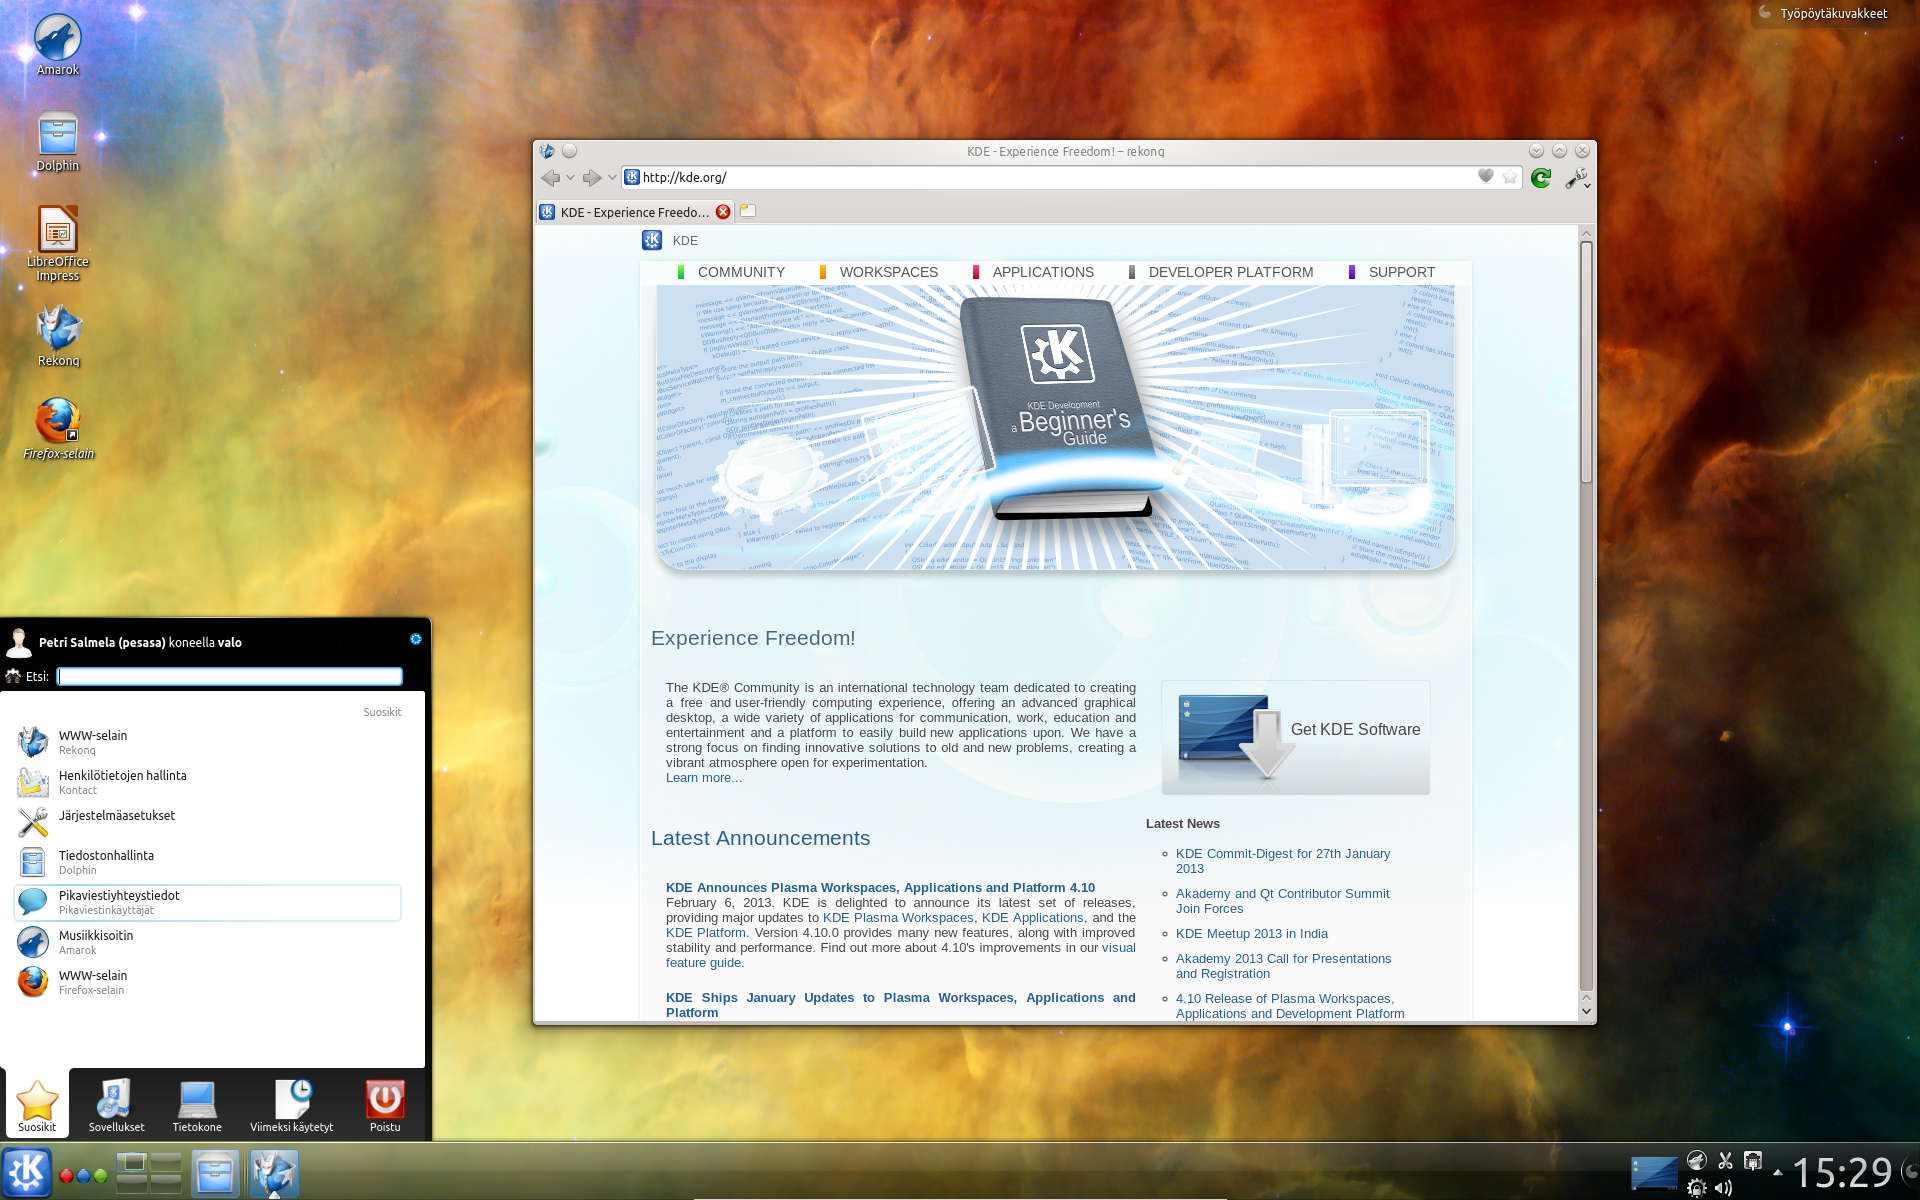 Työpöytäkuvakkeet
Amarok
Dolphin
LibreOffice
Impress
Rekonq
Firefox-selain
KDE - Experience Freedom! – rekonq
http://kde.org/
KDE - Experience Freedo...
KDE
COMMUNITY
WORKSPACES
APPLICATIONS
DEVELOPER PLATFORM
SUPPORT
KDE Development
a Beginner's
Guide
Experience Freedom!
The KDE® Community is an international technology team dedicated to creating
a free and user-friendly computing experience, offering an advanced graphical
desktop, a wide variety of applications for communication, work, education and
entertainment and a platform to easily build new applications upon. We have a
strong focus on finding innovative solutions to old and new problems, creating a
vibrant atmosphere open for experimentation.
Learn more...
Get KDE Software
Latest Announcements
KDE Announces Plasma Workspaces, Applications and Platform 4.10
February 6, 2013. KDE is delighted to announce its latest set of releases,
providing major updates to KDE Plasma Workspaces, KDE Applications, and the
KDE Platform. Version 4.10.0 provides many new features, along with improved
stability and performance. Find out more about 4.10's improvements in our visual
feature guide.
KDE Ships January Updates to Plasma Workspaces, Applications and
Platform
Latest News
KDE Commit-Digest for 27th January
2013
Akademy and Qt Contributor Summit
Join Forces
KDE Meetup 2013 in India
Akademy 2013 Call for Presentations
and Registration
4.10 Release of Plasma Workspaces,
Applications and Development Platform
Petri Salmela (pesasa) koneella valo
Etsi:
Suosikit
WWW-selain
Rekonq
Henkilötietojen hallinta
Kontact
Järjestelmäasetukset
Tiedostonhallinta
Dolphin
Pikaviestiyhteystiedot
Pikaviestinkäyttäjät
Musiikkisoitin
Amarok
WWW-selain
Firefox-selain
Suosikit
Sovellukset
Tietokone
Viimeksi käytetyt
Poistu
15:29